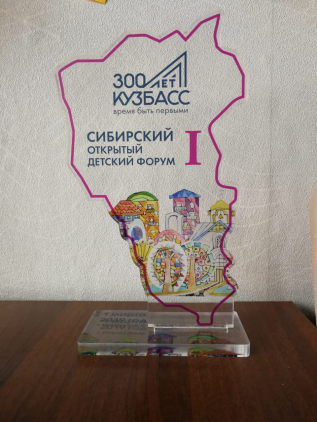 300 ЛЕТ
КУЗБАСС
время быть первыми
СИБИРСКИЙ
ОТКРЫТЫЙ
ДЕТСКИЙ ФОРУМ
I